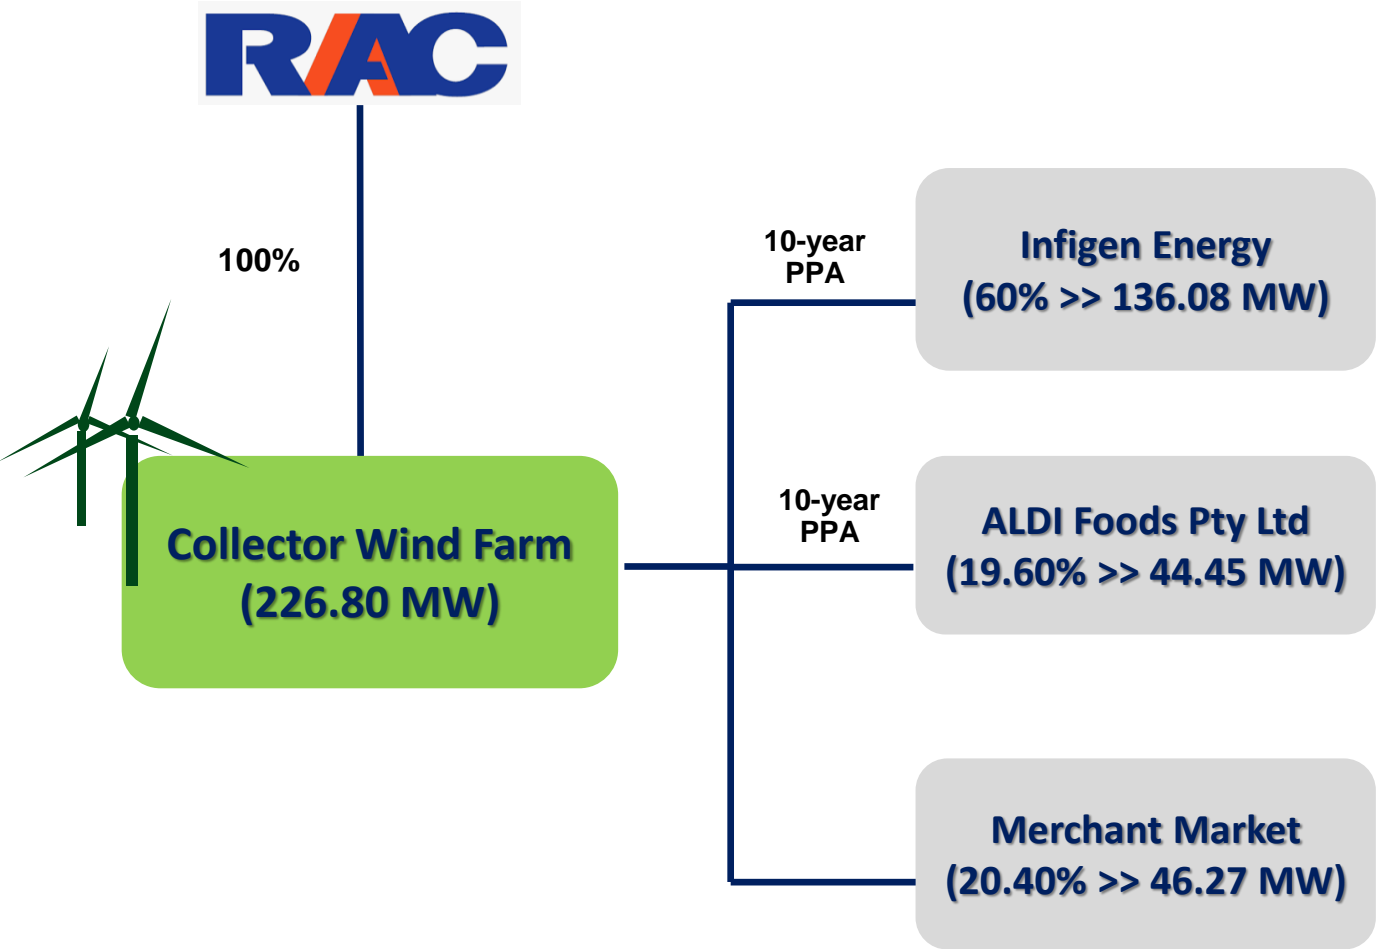 RAC
100%
10-year
PPA
Infigen Energy
(60% >> 136.08 MW)
Collector Wind Farm
(226.80 MW)
10-year
PPA
ALDI Foods Pty Ltd
(19.60% >> 44.45 MW)
Merchant Market
(20.40% >> 46.27 MW)